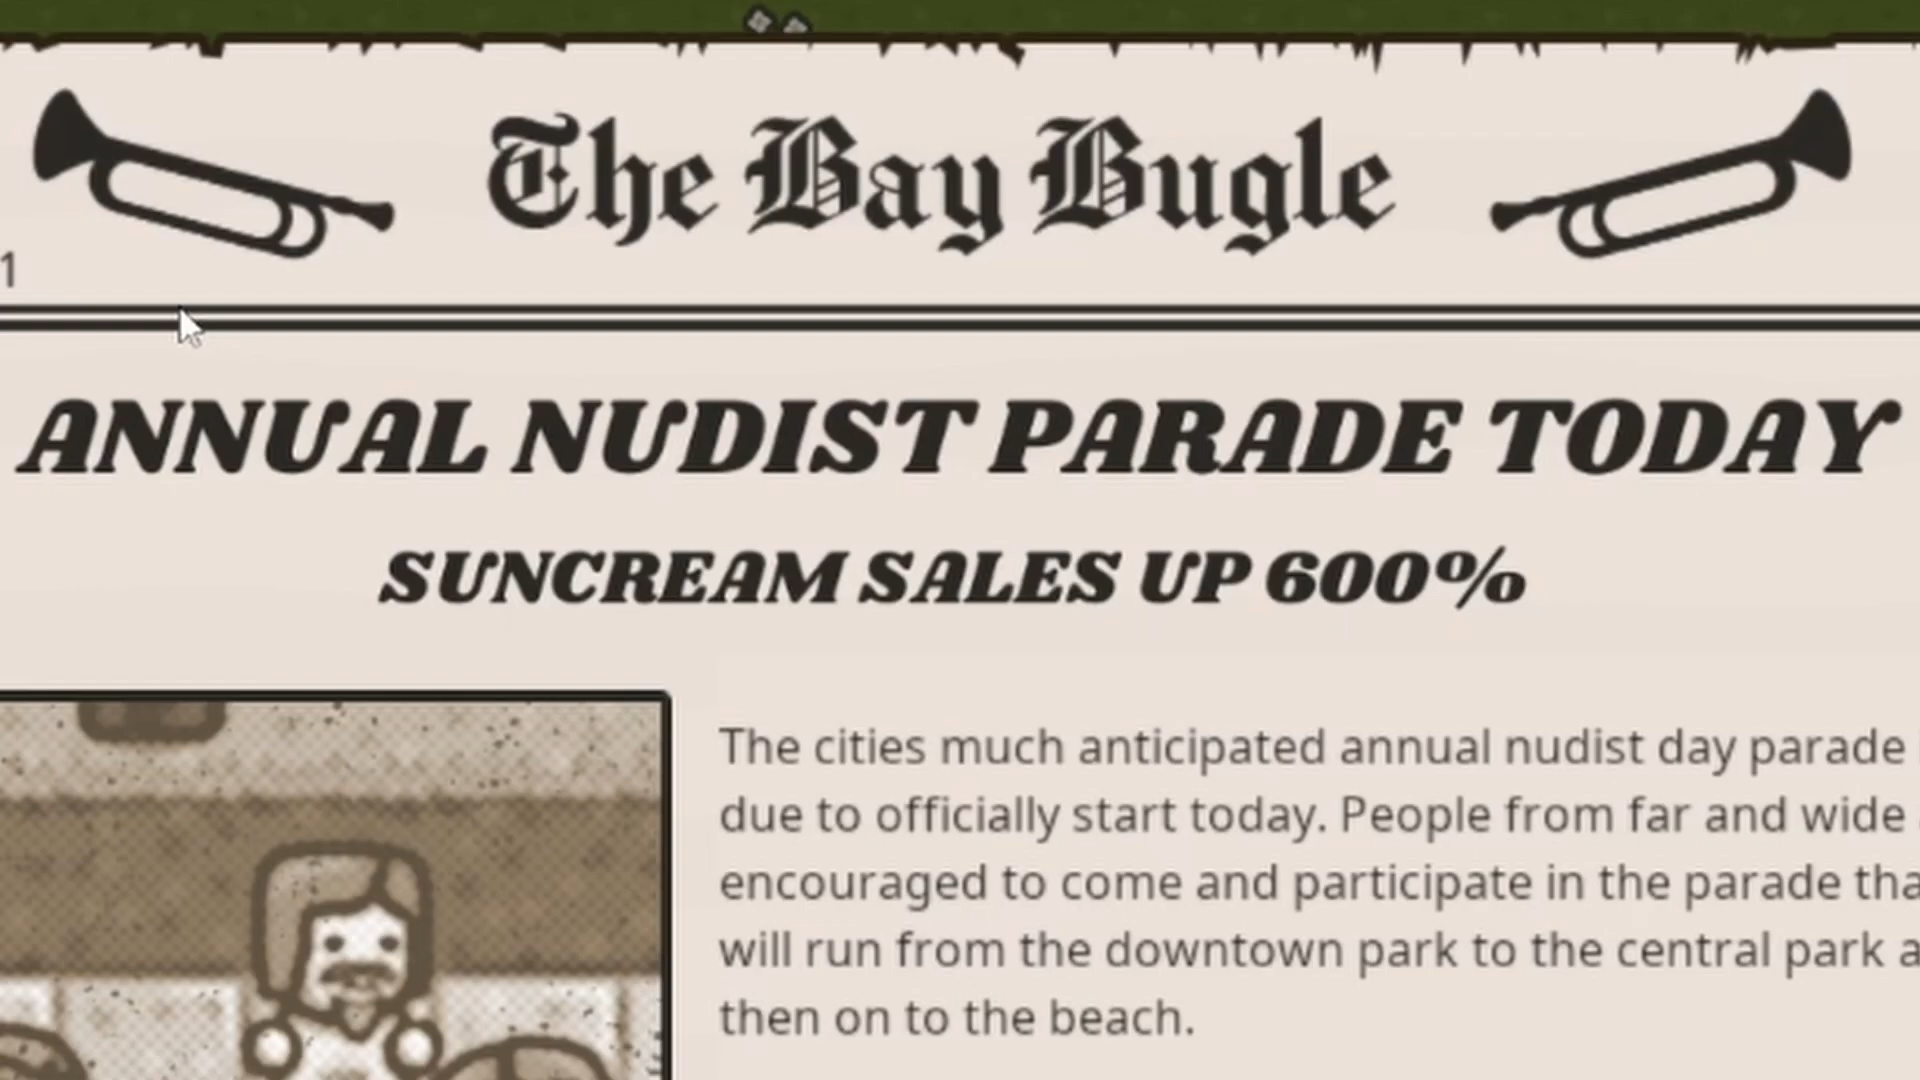 The Bay Bugle
1
ANNUAL NUDIST PARADE TODAY
SUNCREAM SALES UP 600%
The cities much anticipated annual nudist day parade
due to officially start today. People from far and wide
encouraged to come and participate in the parade tha
will run from the downtown park to the central park a
then on to the beach.